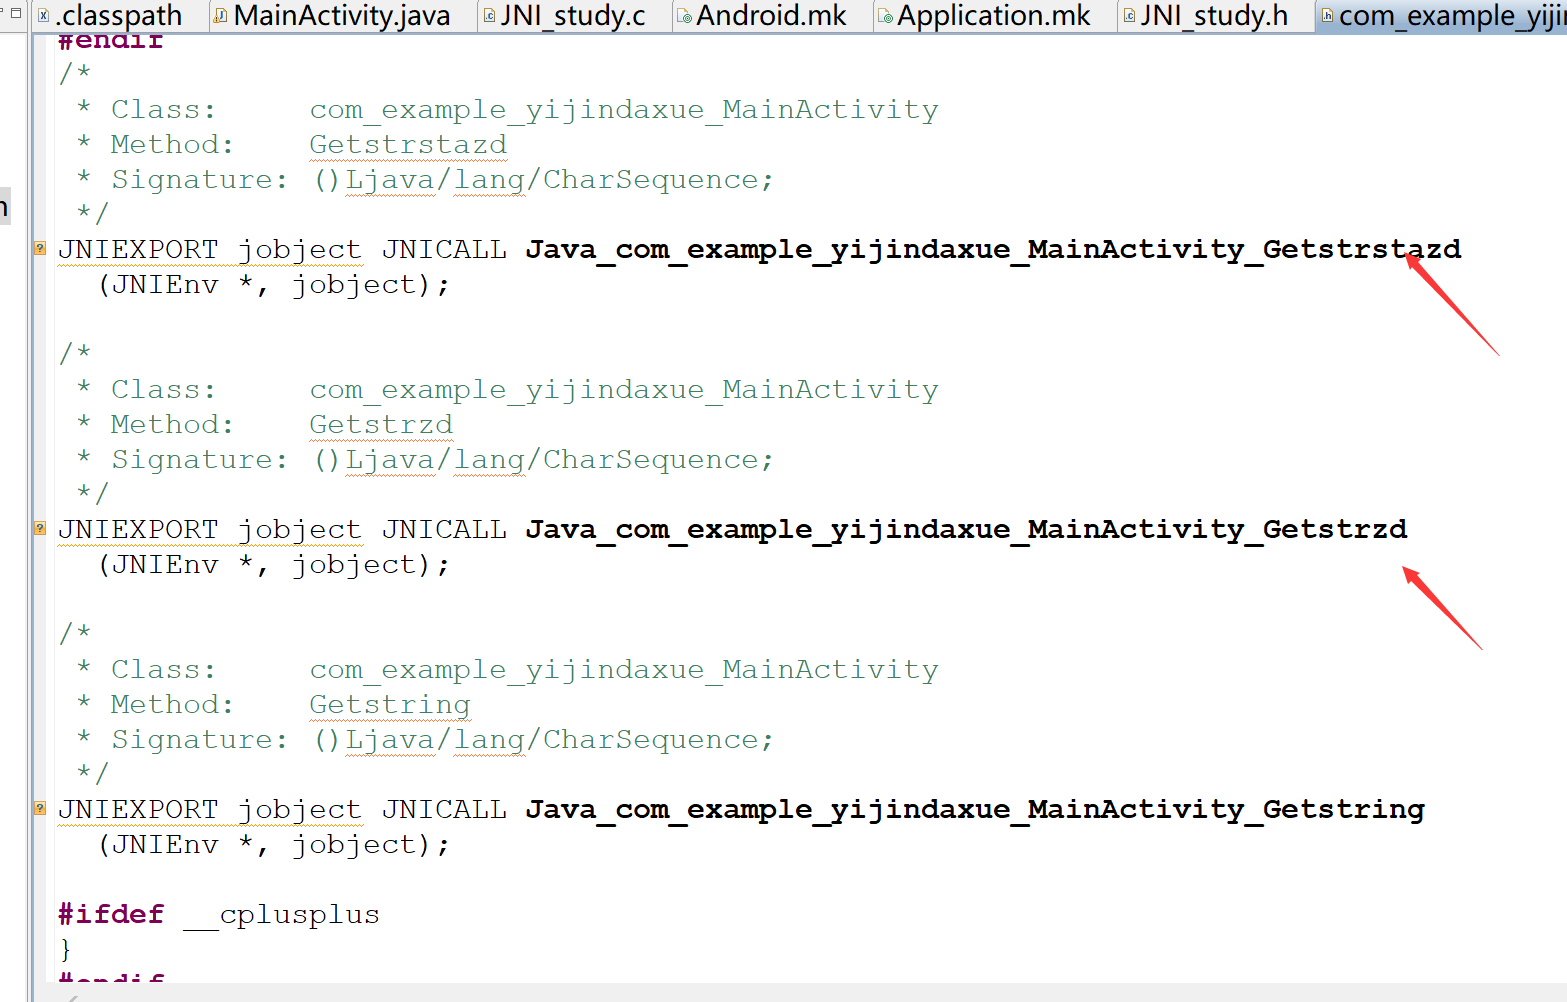 .classpath MainActivity.java JNI_study.c Android.mk Application.mk JNI_study.h com_example_yijin
#endif
/*
 * Class:     com_example_yijindaxue_MainActivity
 * Method:    Getstrstazd
 * Signature: ()Ljava/lang/CharSequence;
 */
JNIEXPORT jobject JNICALL Java_com_example_yijindaxue_MainActivity_Getstrstazd
  (JNIEnv *, jobject);
/*
 * Class:     com_example_yijindaxue_MainActivity
 * Method:    Getstrzd
 * Signature: ()Ljava/lang/CharSequence;
 */
JNIEXPORT jobject JNICALL Java_com_example_yijindaxue_MainActivity_Getstrzd
  (JNIEnv *, jobject);
/*
 * Class:     com_example_yijindaxue_MainActivity
 * Method:    Getstring
 * Signature: ()Ljava/lang/CharSequence;
 */
JNIEXPORT jobject JNICALL Java_com_example_yijindaxue_MainActivity_Getstring
  (JNIEnv *, jobject);
#ifdef __cplusplus
}
#endif